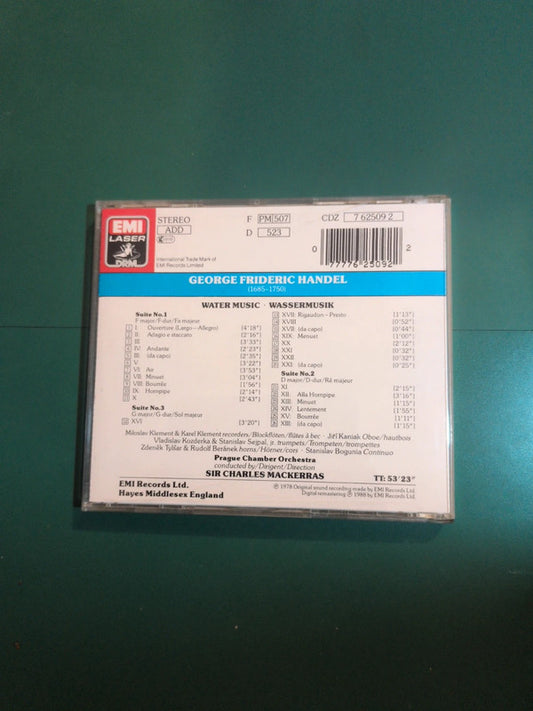 EMI
LASER
DRM
STEREO
ADD
F PM 507
D 523
CDZ 7 62509 2
International Trade Mark of
EMI Records Limited
0 77776 25092 2
GEORGE FRIDERIC HANDEL
(1685-1750)
WATER MUSIC · WASSERMUSIK
Suite No.1
F major/F-dur/Fa majeur
I: Ouverture (Largo—Allegro) [4'18"]
II: Adagio e staccato [2'16"]
III [3'33"]
IV: Andante [2'23"]
III: (da capo) [2'35"]
V [3'22"]
VI: Air [3'53"]
VII: Minuet [3'04"]
VIII: Bourrée [1'56"]
IX: Hornpipe [2'14"]
X [2'43"]
Suite No.3
G major/G-dur/Sol majeur
XVI [3'20"]
XVII: Rigaudun – Presto [1'13"]
XVIII [0'52"]
XVII: (da capo) [0'44"]
XIX: Menuet [1'00"]
XX [2'12"]
XXI [0'32"]
XXII [0'32"]
XXI: (da capo) [0'25"]
Suite No.2
D major/D-dur/Ré majeur
XI [2'15"]
XII: Alla Hornpipe [3'16"]
XIII: Minuet [1'15"]
XIV: Lentement [1'55"]
XV: Bourrée [1'11"]
XIII: (da capo) [1'15"]
Miloslav Klement & Karel Klement recorders/Blockflöten/flûtes à bec · Jiří Kaniak Oboe/hautbois
Vladislav Kozderka & Stanislav Sejpal, jr. trumpets/Trompeten/trompettes
Zdeněk Tylšar & Rudolf Beránek horns/Hörner/cors · Stanislav Bogunia Continuo
Prague Chamber Orchestra
conducted by/Dirigent/Direction
SIR CHARLES MACKERRAS
TT: 53'23"
EMI Records Ltd.
Hayes Middlesex England
℗ 1978 Original sound recording made by EMI Records Ltd.
Digital remastering ℗ 1988 by EMI Records Ltd.